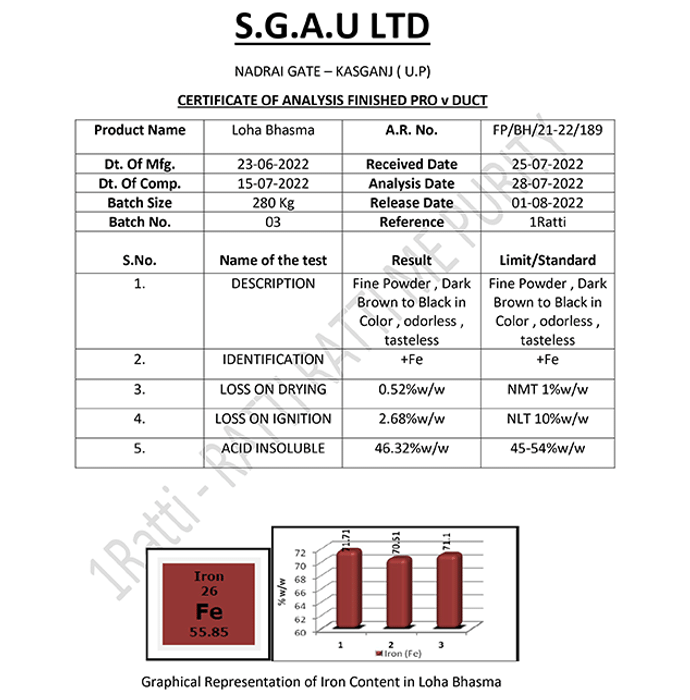 S.G.A.U LTD
NADRAI GATE – KASGANJ ( U.P)
CERTIFICATE OF ANALYSIS FINISHED PRO v DUCT
Product Name Loha Bhasma A.R. No. FP/BH/21-22/189
Dt. Of Mfg. 23-06-2022 Received Date 25-07-2022
Dt. Of Comp. 15-07-2022 Analysis Date 28-07-2022
Batch Size 280 Kg Release Date 01-08-2022
Batch No. 03 Reference 1Ratti
S.No. Name of the test Result Limit/Standard
1. DESCRIPTION Fine Powder , Dark Fine Powder , Dark
Brown to Black in Brown to Black in
Color , odorless , Color , odorless ,
tasteless tasteless
2. IDENTIFICATION +Fe +Fe
3. LOSS ON DRYING 0.52%w/w NMT 1%w/w
4. LOSS ON IGNITION 2.68%w/w NLT 10%w/w
5. ACID INSOLUBLE 46.32%w/w 45-54%w/w
1Ratti - RATTI RATTI ME PURITY
Iron
26
Fe
55.85
%w/w
72
70
68
66
64
62
60
70.51
71.1
1 2 3
Iron (Fe)
Graphical Representation of Iron Content in Loha Bhasma